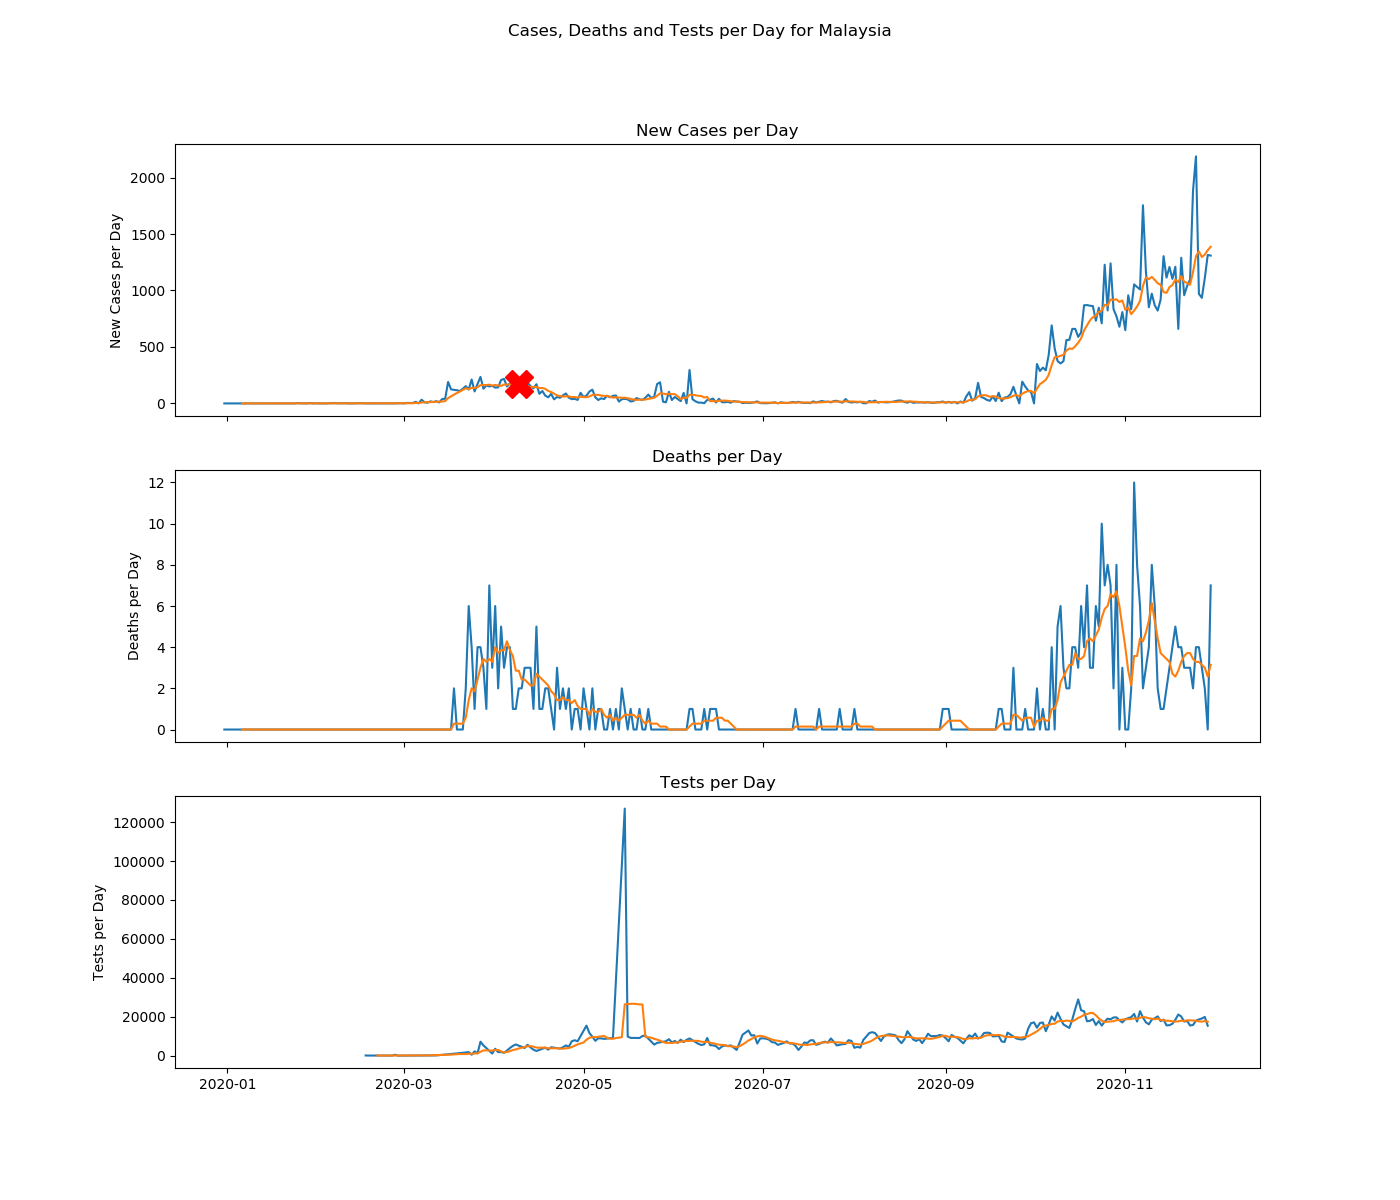 Cases, Deaths and Tests per Day for Malaysia
New Cases per Day
New Cases per Day
2000
1500
1000
500
0
Deaths per Day
Deaths per Day
12
10
8
6
4
2
0
Tests per Day
Tests per Day
120000
100000
80000
60000
40000
20000
0
2020-01 2020-03 2020-05 2020-07 2020-09 2020-11